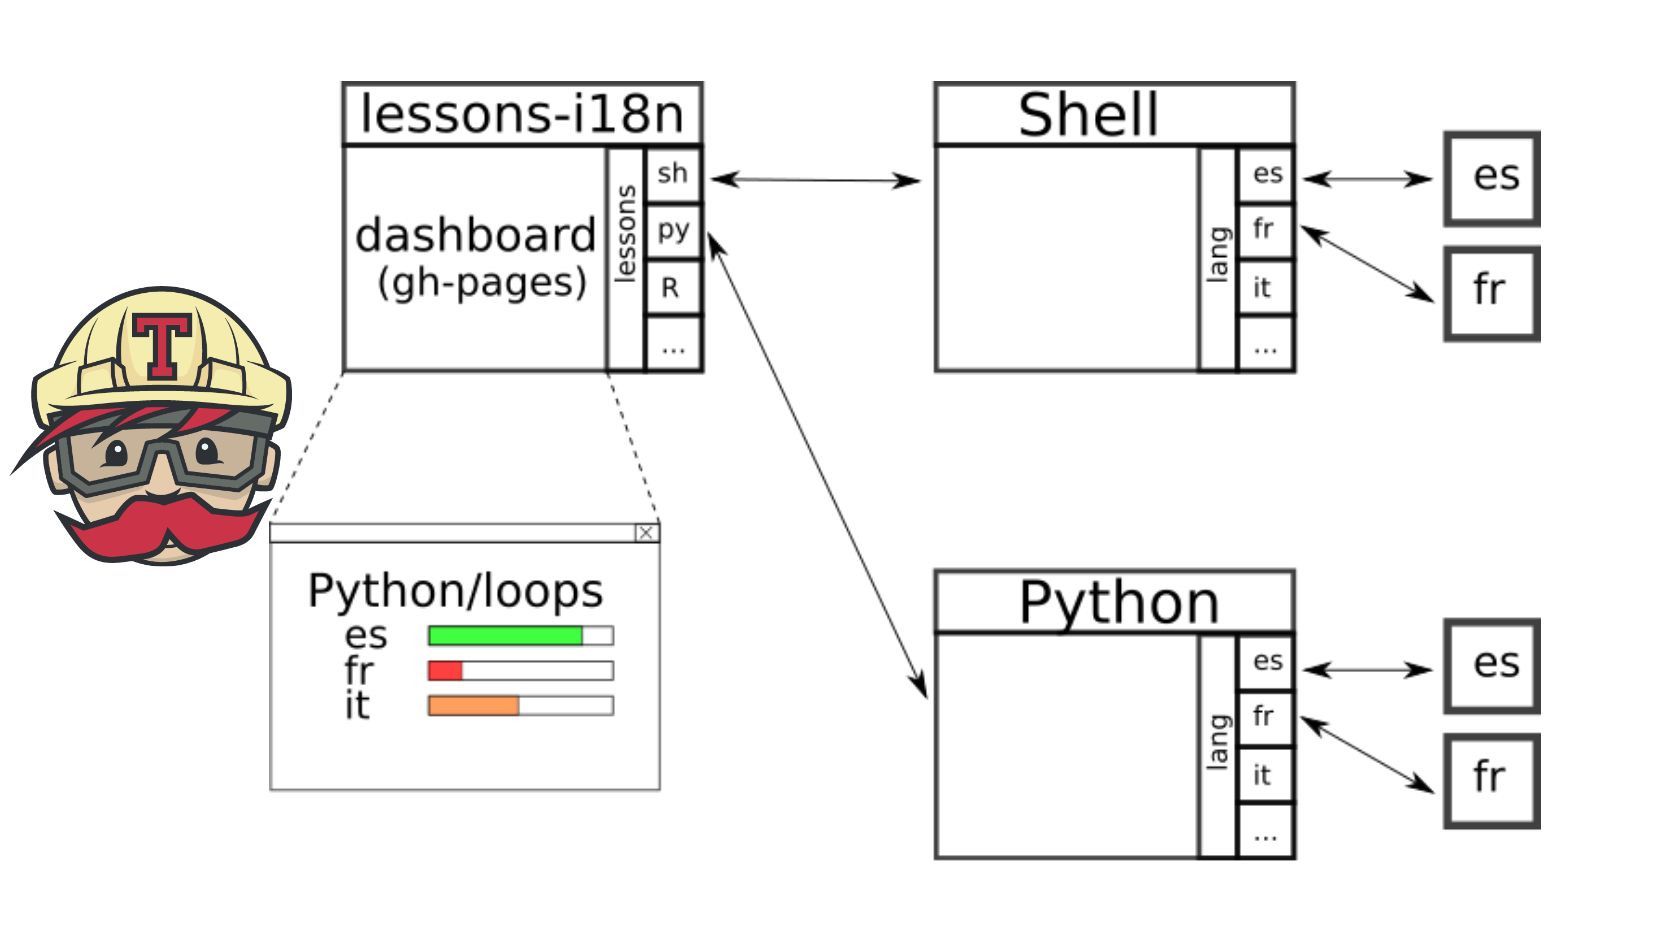 lessons-i18n
dashboard
(gh-pages)
lessons
sh
py
R
...
Shell
lang
es
fr
it
...
es
fr
T
Python/loops
es
fr
it
Python
lang
es
fr
it
...
es
fr